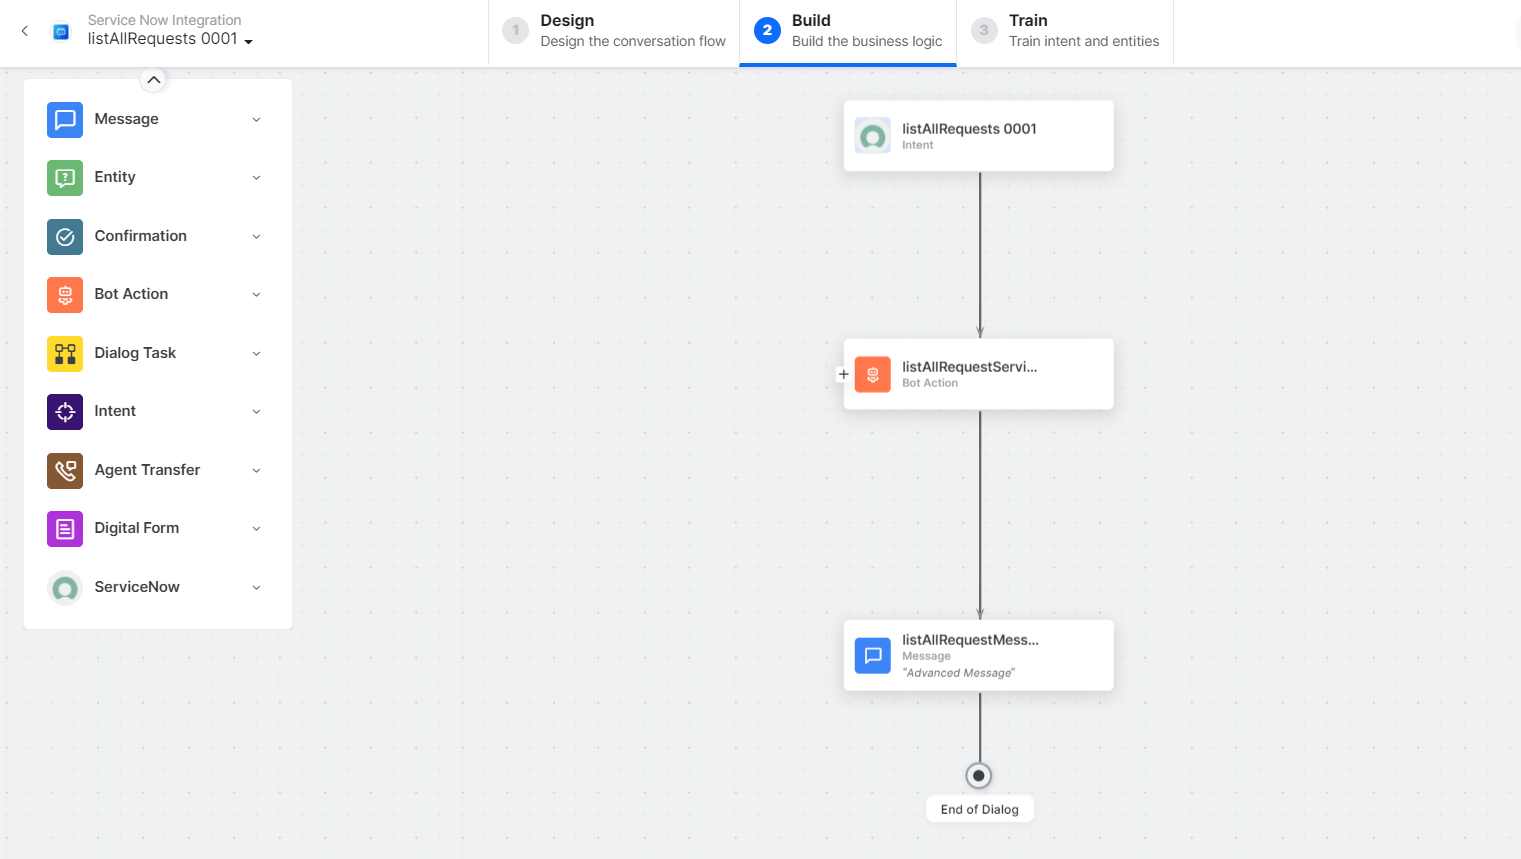 Service Now Integration
listAllRequests 0001
1
Design
Design the conversation flow
2
Build
Build the business logic
3
Train
Train intent and entities
Message
Entity
Confirmation
Bot Action
Dialog Task
Intent
Agent Transfer
Digital Form
ServiceNow
listAllRequests 0001
Intent
listAllRequestServi...
Bot Action
listAllRequestMess...
Message
"Advanced Message"
End of Dialog